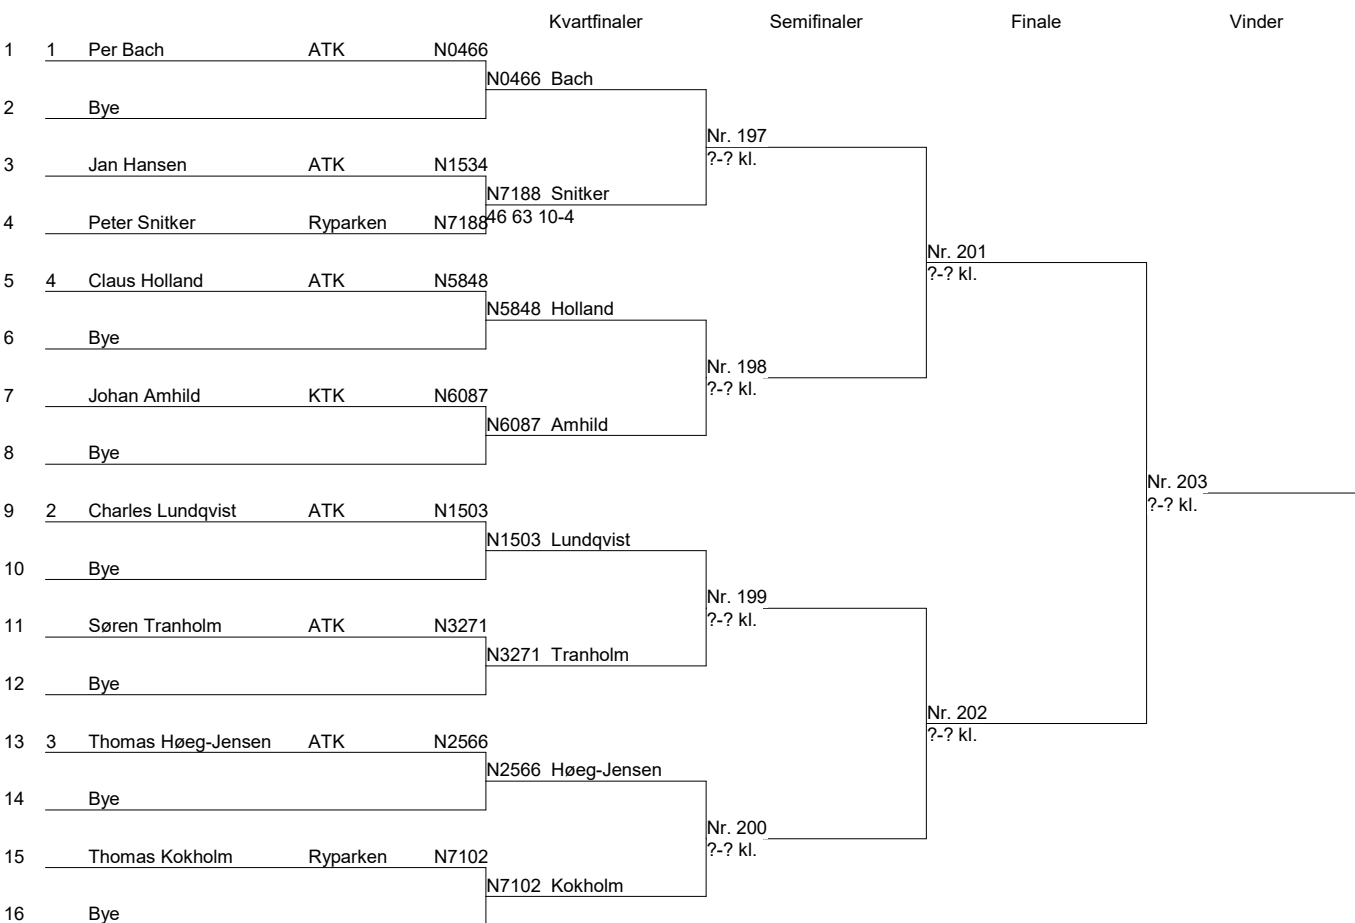 Kvartfinaler Semifinaler Finale Vinder
1 1 Per Bach ATK N0466
N0466 Bach
2 Bye
Nr. 197
?-? kl.
3 Jan Hansen ATK N1534
N7188 Snitker
46 63 10-4
4 Peter Snitker Ryparken N7188
Nr. 201
?-? kl.
5 4 Claus Holland ATK N5848
N5848 Holland
6 Bye
Nr. 198
?-? kl.
7 Johan Amhild KTK N6087
N6087 Amhild
8 Bye
Nr. 203
?-? kl.
9 2 Charles Lundqvist ATK N1503
N1503 Lundqvist
10 Bye
Nr. 199
?-? kl.
11 Søren Tranholm ATK N3271
N3271 Tranholm
12 Bye
Nr. 202
?-? kl.
13 3 Thomas Høeg-Jensen ATK N2566
N2566 Høeg-Jensen
14 Bye
Nr. 200
?-? kl.
15 Thomas Kokholm Ryparken N7102
N7102 Kokholm
16 Bye